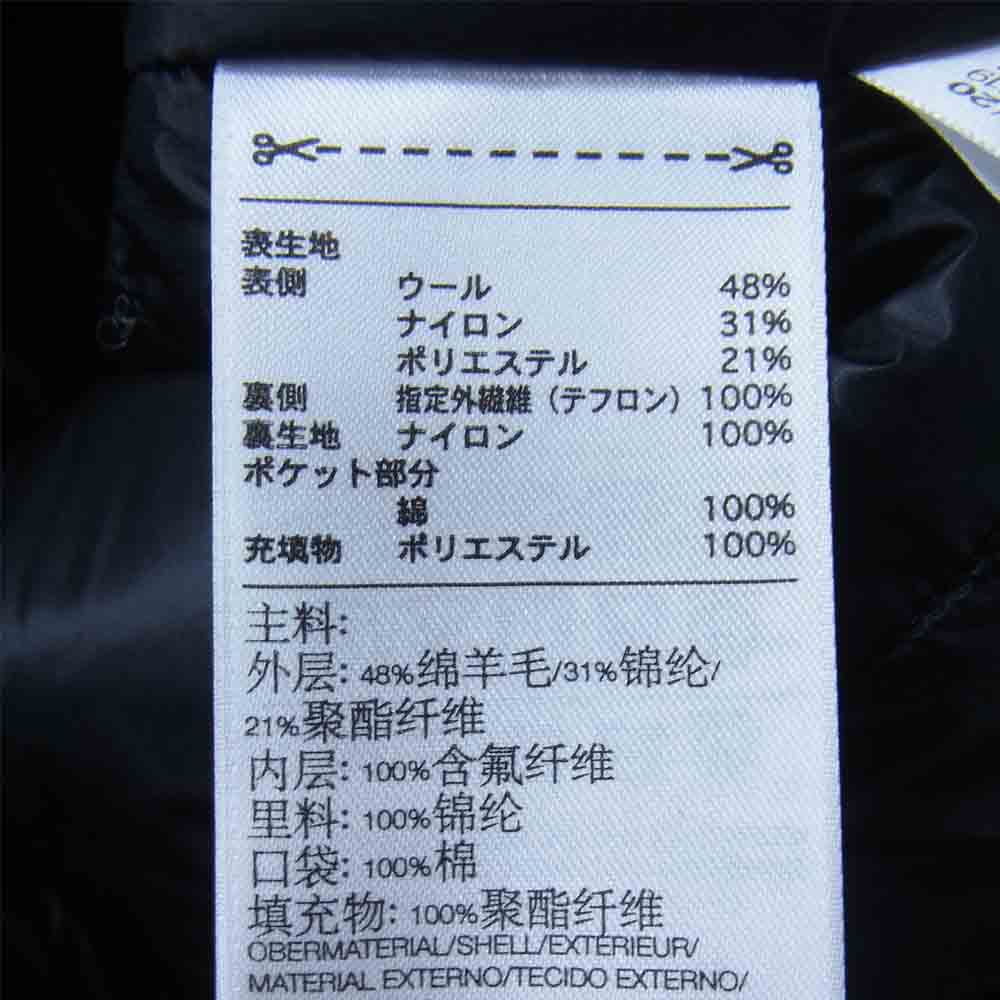 表生地
表側 ウール 48%
ナイロン 31%
ポリエステル 21%
裏側 指定外繊維（テフロン） 100%
裏生地 ナイロン 100%
ポケット部分
綿 100%
充填物 ポリエステル 100%
主料:
外层: 48%绵羊毛/31%锦纶/
21%聚酯纤维
内层: 100%含氟纤维
里料: 100%锦纶
口袋: 100%棉
填充物: 100%聚酯纤维
OBERMATERIAL/SHELL/EXTÉRIEUR/
MATERIAL EXTERNO/TECIDO EXTERNO/